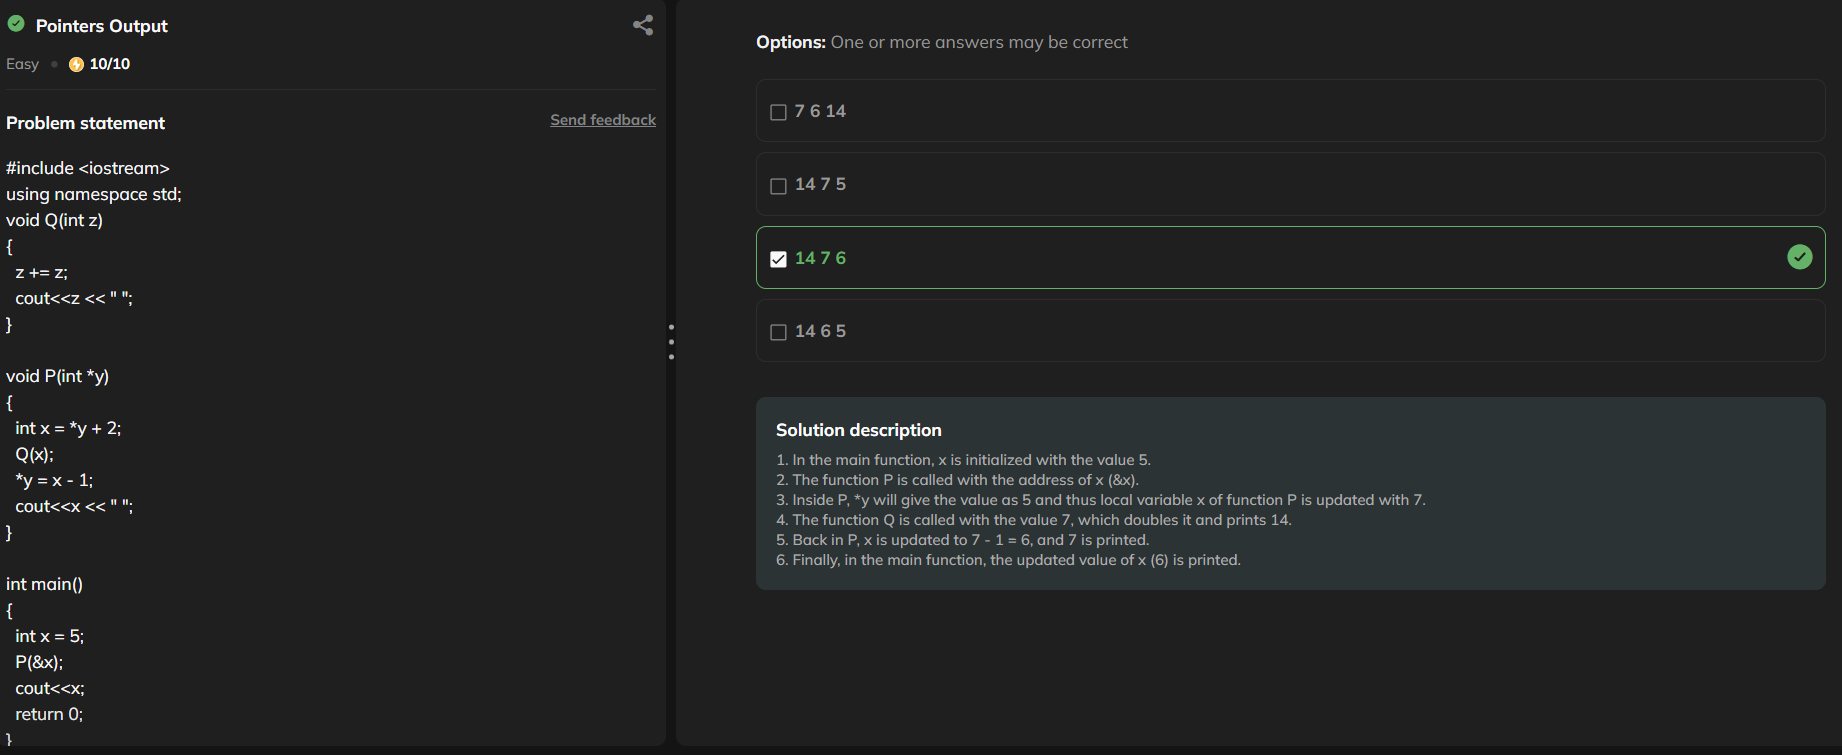 Pointers Output
Easy • 10/10
Problem statement
Send feedback
#include <iostream>
using namespace std;
void Q(int z)
{
  z += z;
  cout<<z << " ";
}
void P(int *y)
{
  int x = *y + 2;
  Q(x);
  *y = x - 1;
  cout<<x << " ";
}
int main()
{
  int x = 5;
  P(&x);
  cout<<x;
  return 0;
}
Options: One or more answers may be correct
7 6 14
14 7 5
14 7 6
14 6 5
Solution description
1. In the main function, x is initialized with the value 5.
2. The function P is called with the address of x (&x).
3. Inside P, *y will give the value as 5 and thus local variable x of function P is updated with 7.
4. The function Q is called with the value 7, which doubles it and prints 14.
5. Back in P, x is updated to 7 - 1 = 6, and 7 is printed.
6. Finally, in the main function, the updated value of x (6) is printed.